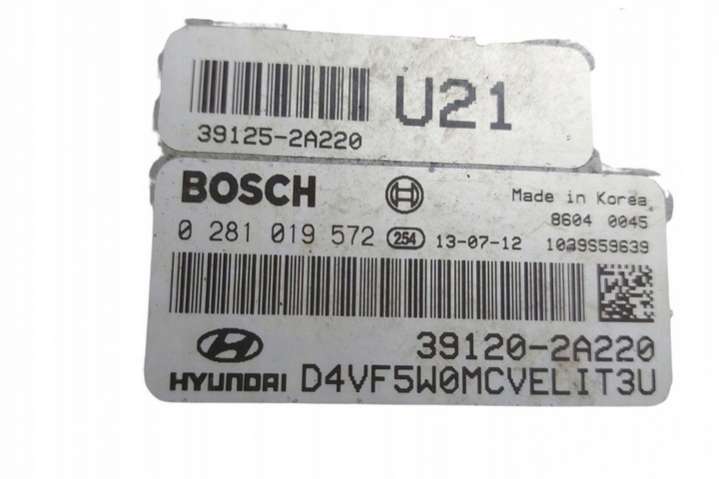 U21
39125-2A220
BOSCH
Made in Korea
8604 0045
0 281 019 572 254 13-07-12 1039S59639
39120-2A220
HYUNDAI D4VF5W0MCVELIT3U